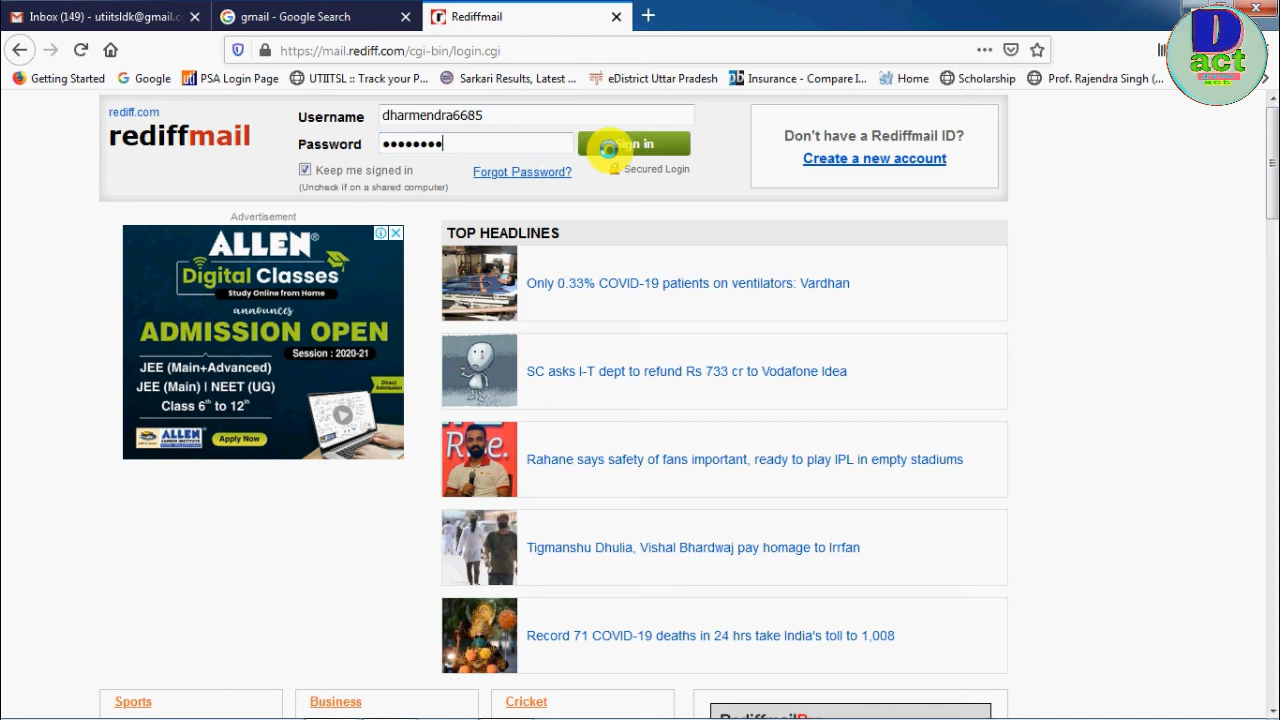 Inbox (149) - utiitsldk@gmail.c
gmail - Google Search
Rediffmail
https://mail.rediff.com/cgi-bin/login.cgi
Getting Started
Google
PSA Login Page
UTIITSL :: Track your P...
Sarkari Results, Latest ...
eDistrict Uttar Pradesh
Insurance - Compare I...
Home
Scholarship
Prof. Rajendra Singh (...
D
act
rediff.com
rediffmail
Username
dharmendra6685
Password
••••••••
Sign in
Keep me signed in
(Uncheck if on a shared computer)
Forgot Password?
Secured Login
Don't have a Rediffmail ID?
Create a new account
Advertisement
ALLEN®
Digital Classes
Study Online from Home
announces
ADMISSION OPEN
Session : 2020-21
JEE (Main+Advanced)
JEE (Main) | NEET (UG)
Class 6th to 12th
Direct
Admission
ALLEN
CAREER INSTITUTE
Apply Now
TOP HEADLINES
Only 0.33% COVID-19 patients on ventilators: Vardhan
SC asks I-T dept to refund Rs 733 cr to Vodafone Idea
Rahane says safety of fans important, ready to play IPL in empty stadiums
Tigmanshu Dhulia, Vishal Bhardwaj pay homage to Irrfan
Record 71 COVID-19 deaths in 24 hrs take India's toll to 1,008
Sports
Business
Cricket